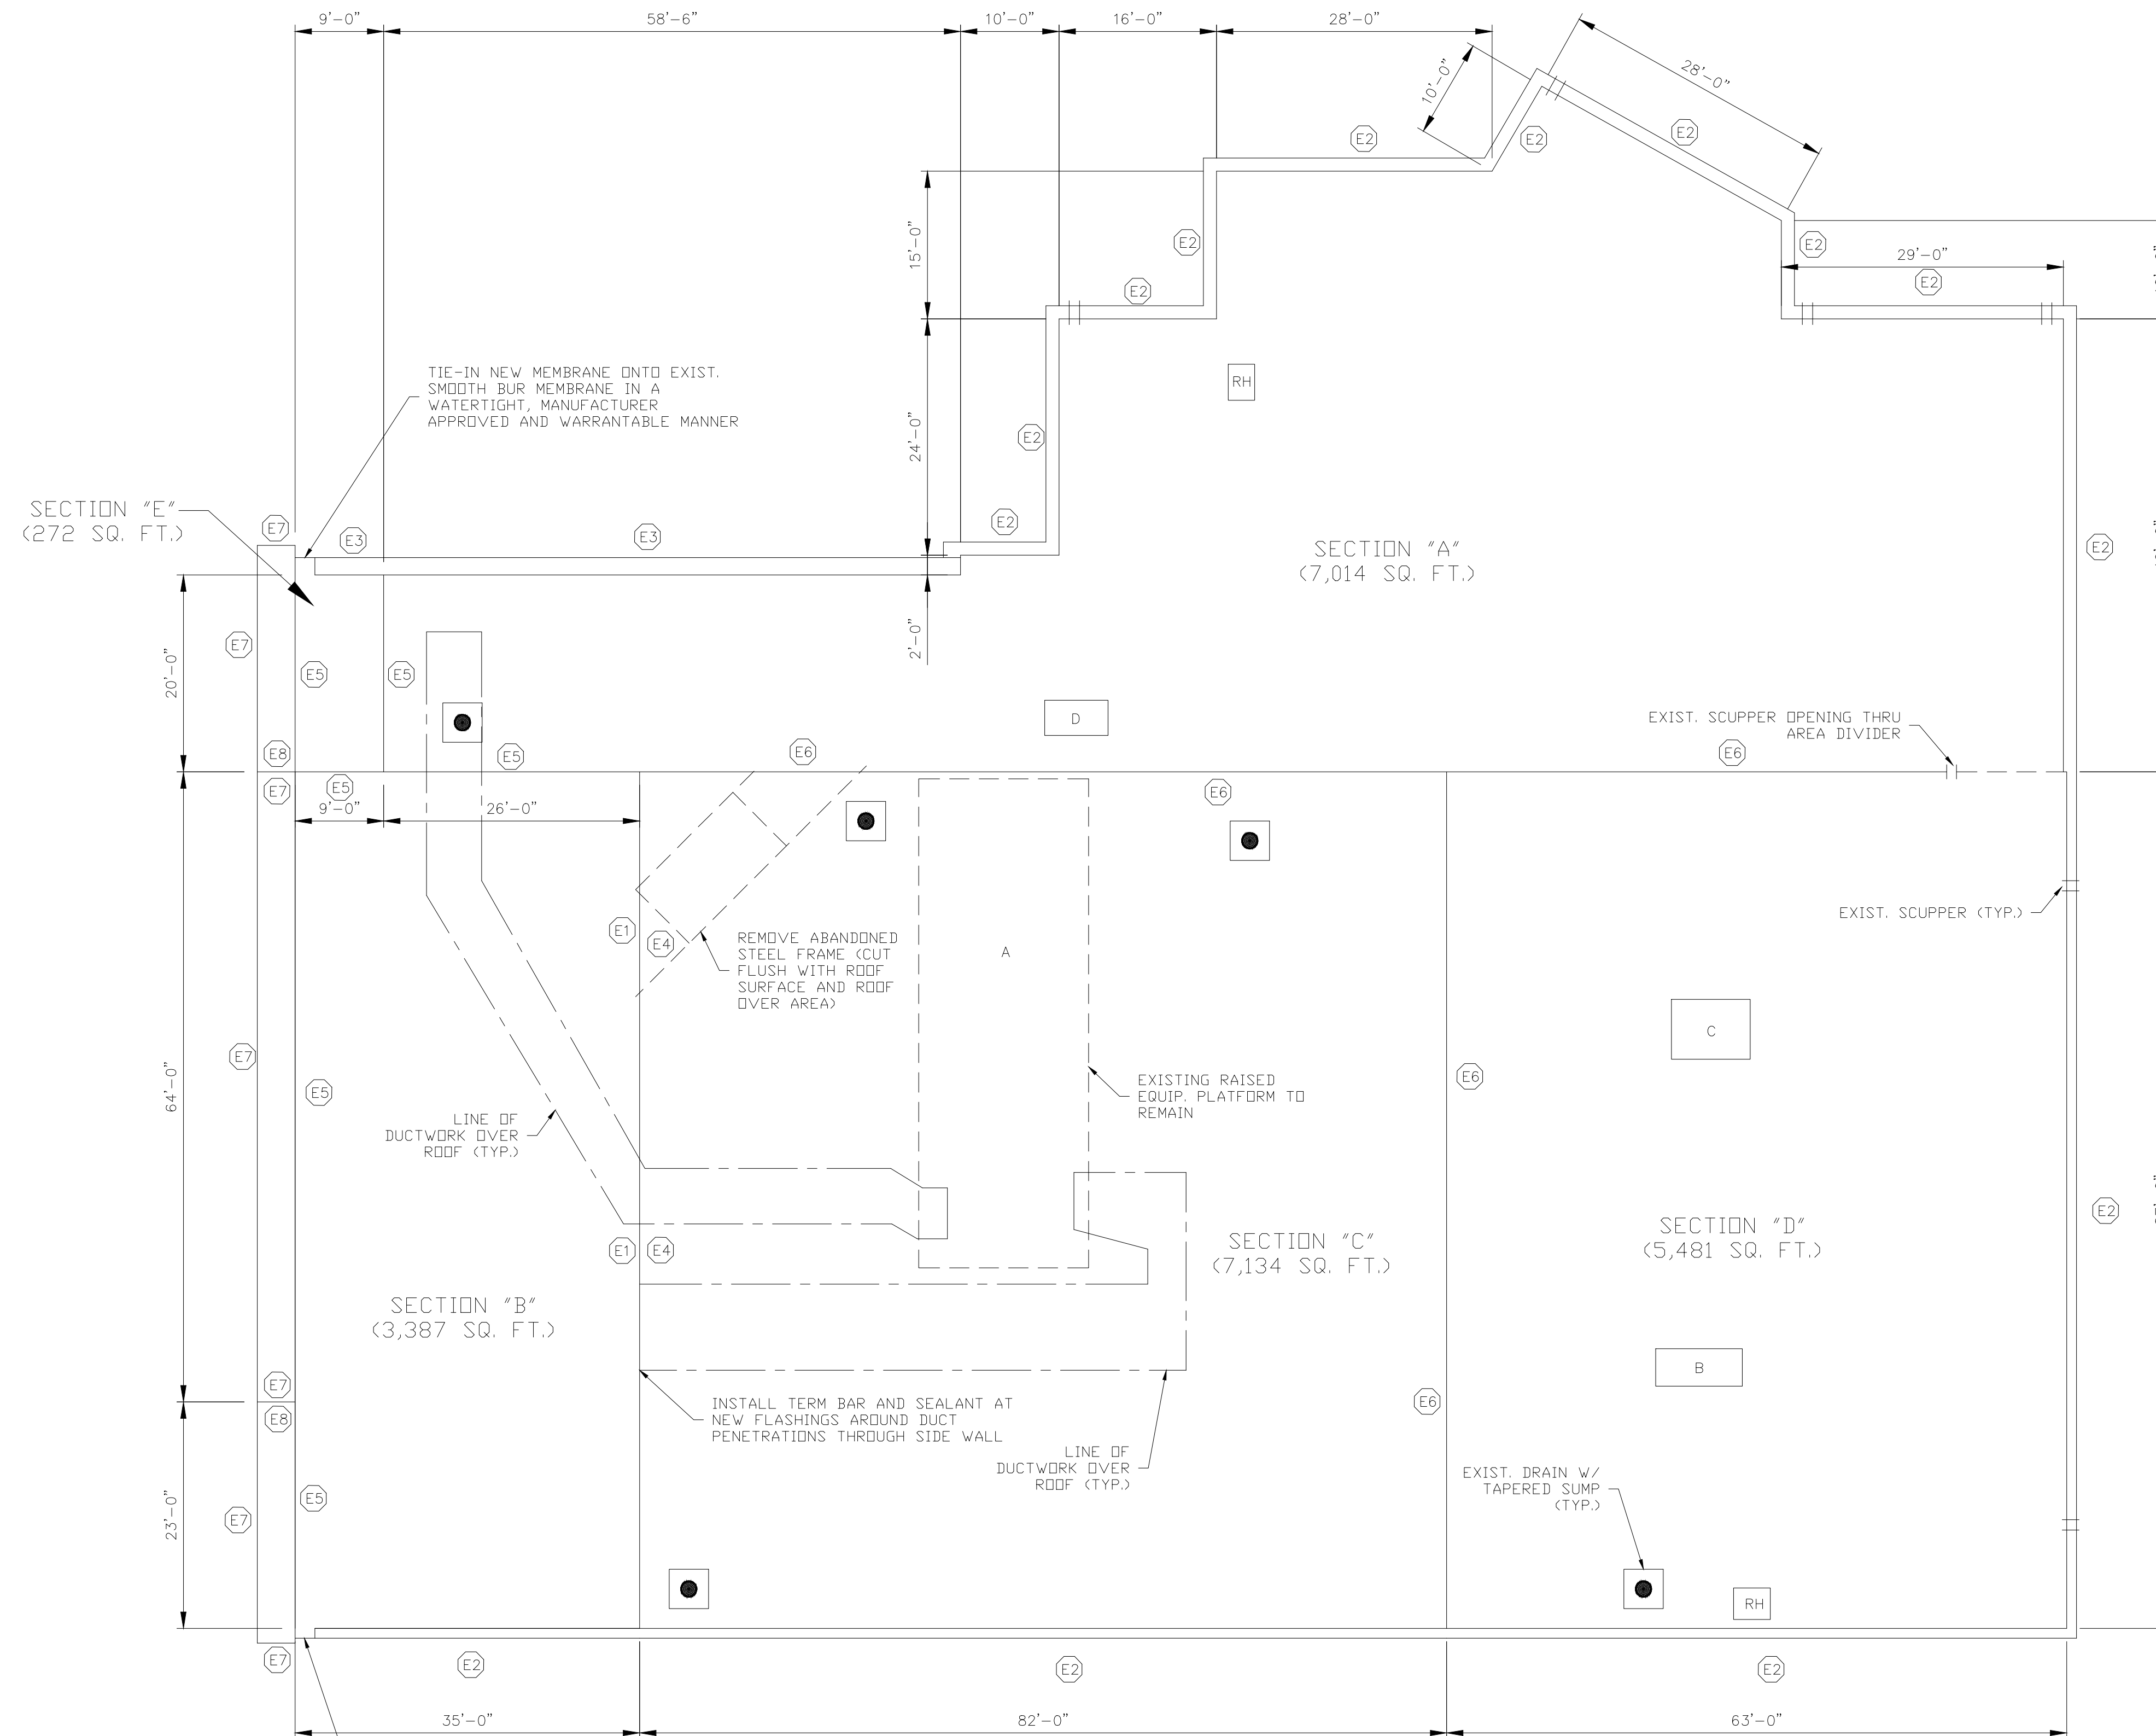 9'-0"
58'-6"
10'-0"
16'-0"
28'-0"
10'-0"
28'-0"
E2
E2
E2
E2
E2
29'-0"
E2
E2
15'-0"
E2
TIE-IN NEW MEMBRANE ONTO EXIST.
SMOOTH BUR MEMBRANE IN A
WATERTIGHT, MANUFACTURER
APPROVED AND WARRANTABLE MANNER
RH
24'-0"
E2
SECTION "E"
(272 SQ. FT.)
E7
E3
E3
E2
SECTION "A"
(7,014 SQ. FT.)
E2
20'-0"
E7
E5
E5
2'-0"
D
EXIST. SCUPPER OPENING THRU
AREA DIVIDER
E8
E5
E6
E6
E7
E5
E6
9'-0"
26'-0"
EXIST. SCUPPER (TYP.)
E1
E4
REMOVE ABANDONED
STEEL FRAME (CUT
FLUSH WITH ROOF
SURFACE AND ROOF
OVER AREA)
A
C
64'-0"
E7
E5
EXISTING RAISED
EQUIP. PLATFORM TO
REMAIN
E6
LINE OF
DUCTWORK OVER
ROOF (TYP.)
E1
E4
SECTION "C"
(7,134 SQ. FT.)
SECTION "D"
(5,481 SQ. FT.)
E2
SECTION "B"
(3,387 SQ. FT.)
B
E7
E8
INSTALL TERM BAR AND SEALANT AT
NEW FLASHINGS AROUND DUCT
PENETRATIONS THROUGH SIDE WALL
E6
LINE OF
DUCTWORK OVER
ROOF (TYP.)
EXIST. DRAIN W/
TAPERED SUMP
(TYP.)
23'-0"
E7
E5
RH
E7
E2
E2
E2
35'-0"
82'-0"
63'-0"